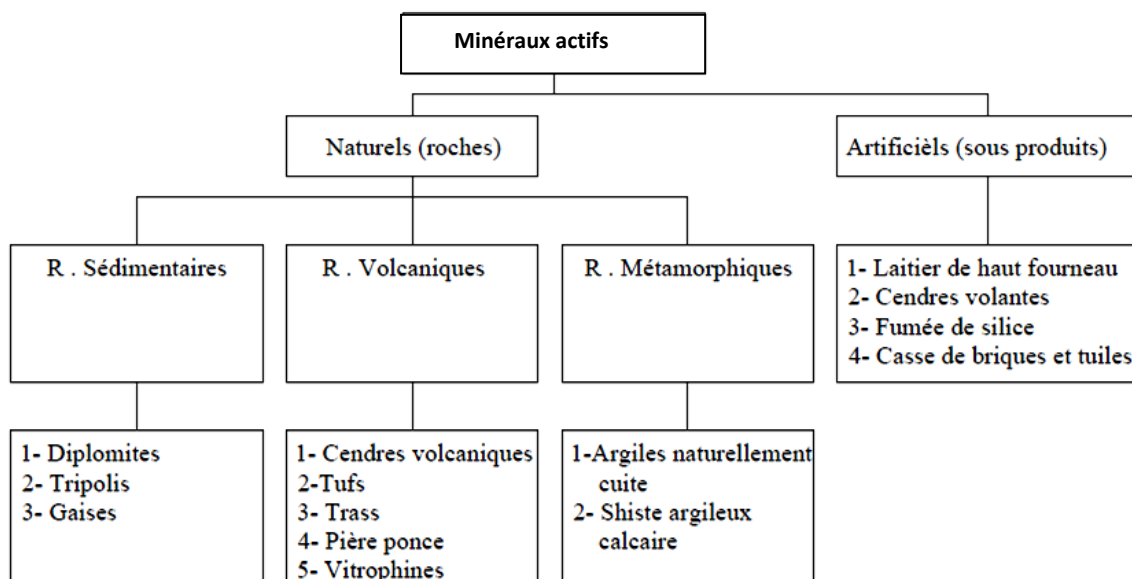 Minéraux actifs
Naturels (roches)
Artificièls (sous produits)
R . Sédimentaires
R . Volcaniques
R . Métamorphiques
1- Laitier de haut fourneau
2- Cendres volantes
3- Fumée de silice
4- Casse de briques et tuiles
1- Diplomites
2- Tripolis
3- Gaises
1- Cendres volcaniques
2-Tufs
3- Trass
4- Pière ponce
5- Vitrophines
1-Argiles naturellement
cuite
2- Shiste argileux
calcaire